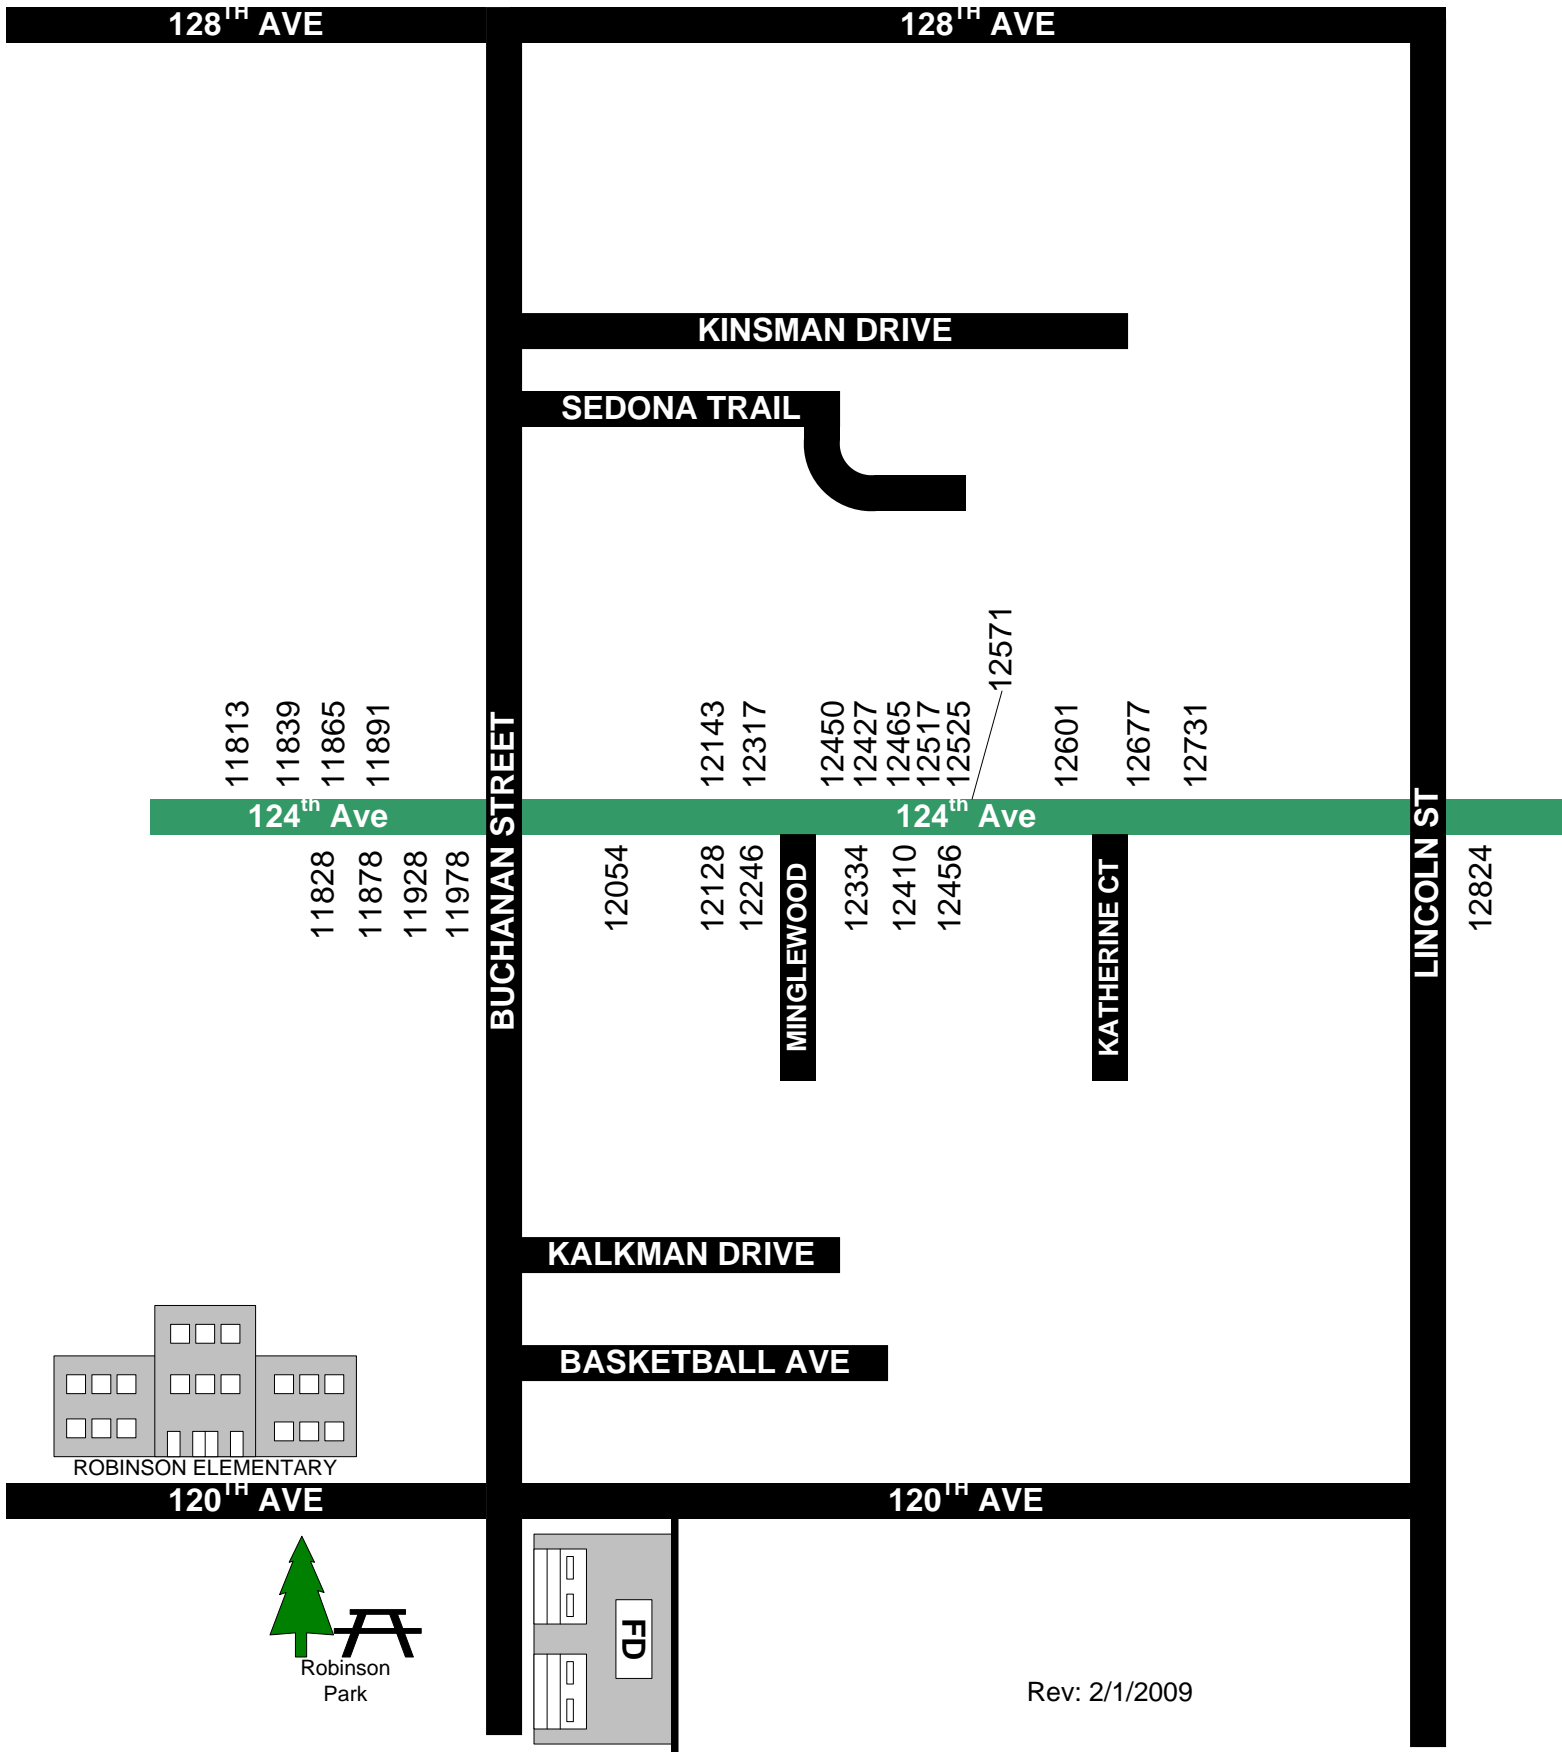 128TH AVE
128TH AVE
KINSMAN DRIVE
SEDONA TRAIL
12571
11813
11839
11865
11891
12143
12317
12450
12427
12465
12517
12525
12601
12677
12731
124th Ave
BUCHANAN STREET
124th Ave
LINCOLN ST
11828
11878
11928
11978
12054
12128
12246
MINGLEWOOD
12334
12410
12456
KATHERINE CT
12824
KALKMAN DRIVE
BASKETBALL AVE
ROBINSON ELEMENTARY
120TH AVE
120TH AVE
FD
Robinson
Park
Rev: 2/1/2009